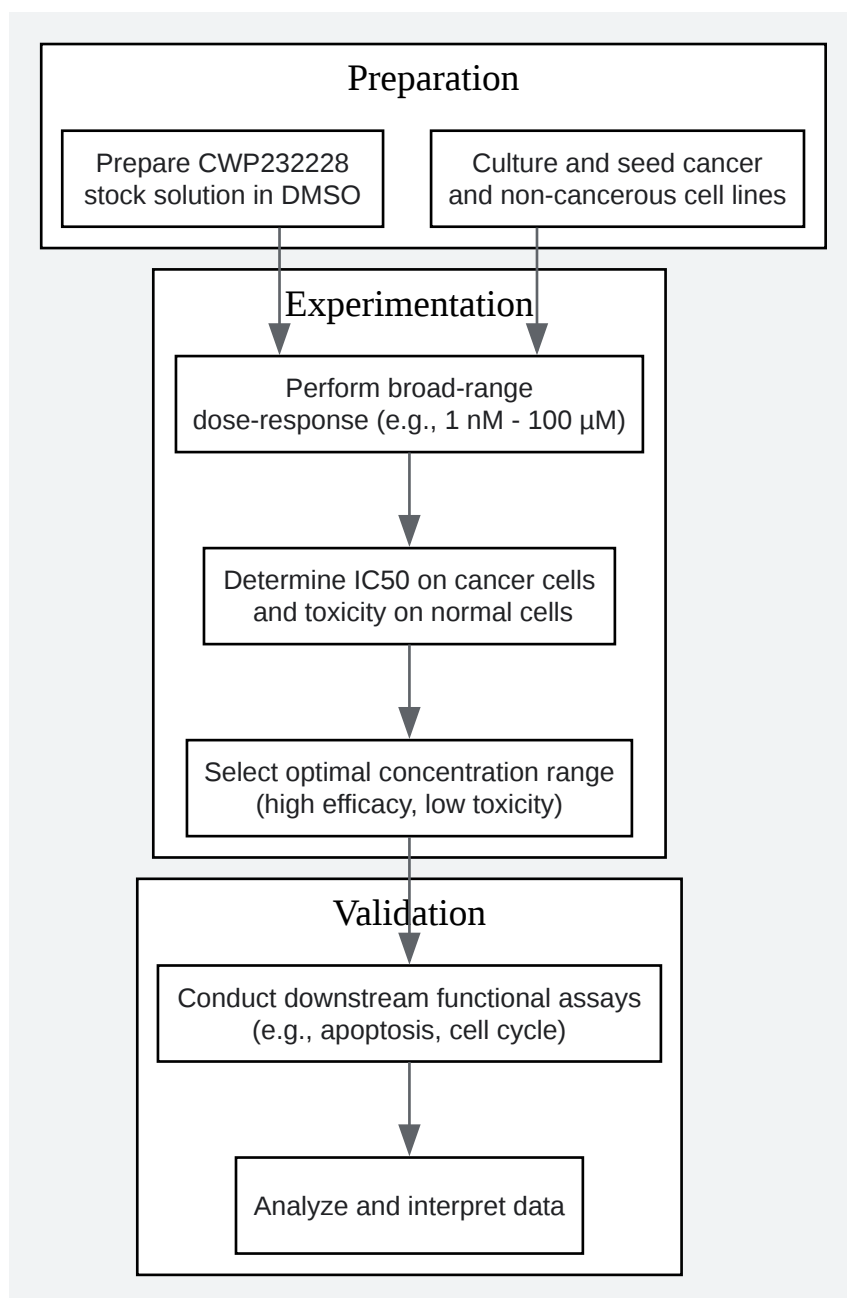 Preparation
Prepare CWP232228
stock solution in DMSO
Culture and seed cancer
and non-cancerous cell lines
Experimentation
Perform broad-range
dose-response (e.g., 1 nM - 100 µM)
Determine IC50 on cancer cells
and toxicity on normal cells
Select optimal concentration range
(high efficacy, low toxicity)
Validation
Conduct downstream functional assays
(e.g., apoptosis, cell cycle)
Analyze and interpret data